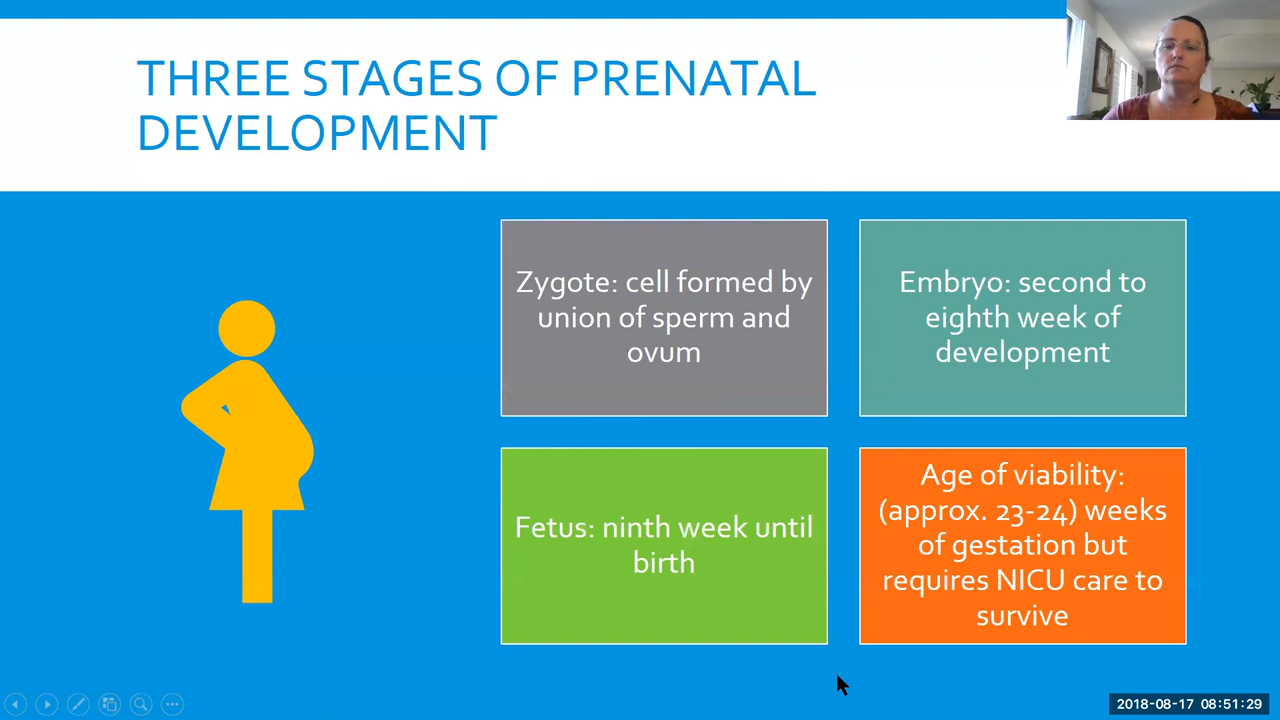 THREE STAGES OF PRENATAL
DEVELOPMENT
Zygote: cell formed by
union of sperm and
ovum
Embryo: second to
eighth week of
development
Fetus: ninth week until
birth
Age of viability:
(approx. 23-24) weeks
of gestation but
requires NICU care to
survive
2018-08-17 08:51:29